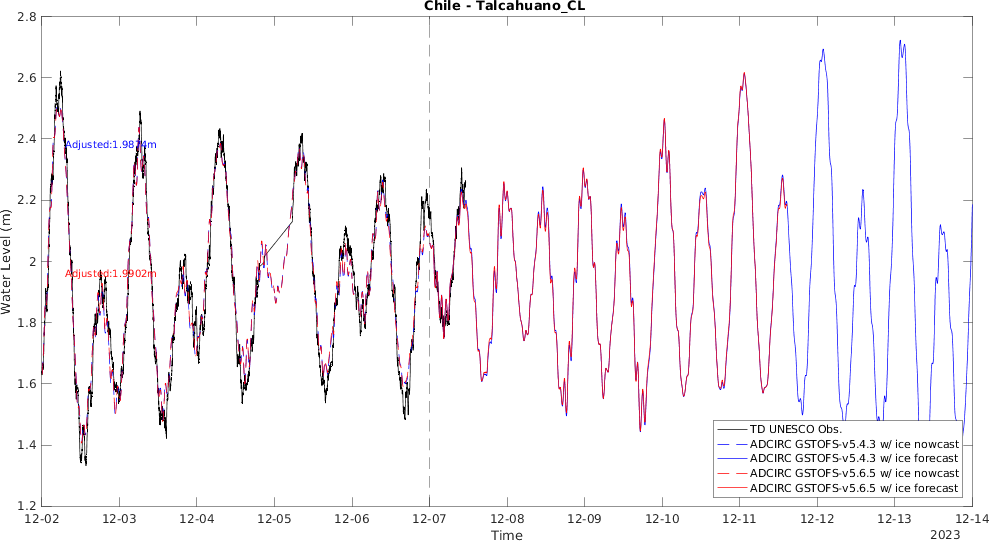 Chile - Talcahuano_CL
2.8
2.6
2.4
2.2
2
1.8
1.6
1.4
1.2
Water Level (m)
Adjusted:1.9874m
Adjusted:1.9902m
TD UNESCO Obs.
ADCIRC GSTOFS-v5.4.3 w/ ice nowcast
ADCIRC GSTOFS-v5.4.3 w/ ice forecast
ADCIRC GSTOFS-v5.6.5 w/ ice nowcast
ADCIRC GSTOFS-v5.6.5 w/ ice forecast
12-02 12-03 12-04 12-05 12-06 12-07 12-08 12-09 12-10 12-11 12-12 12-13 12-14
Time
2023